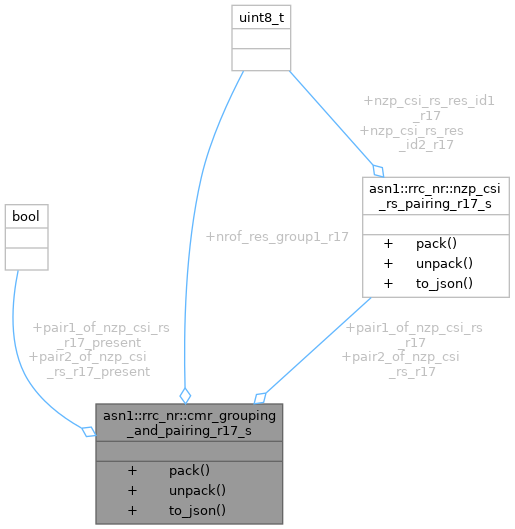 uint8_t
+nzp_csi_rs_res_id1
_r17
+nzp_csi_rs_res
_id2_r17
asn1::rrc_nr::nzp_csi
_rs_pairing_r17_s
+ pack()
+ unpack()
+ to_json()
bool
+nrof_res_group1_r17
+pair1_of_nzp_csi_rs
_r17_present
+pair2_of_nzp_csi
_rs_r17_present
+pair1_of_nzp_csi_rs
_r17
+pair2_of_nzp_csi
_rs_r17
asn1::rrc_nr::cmr_grouping
_and_pairing_r17_s
+ pack()
+ unpack()
+ to_json()